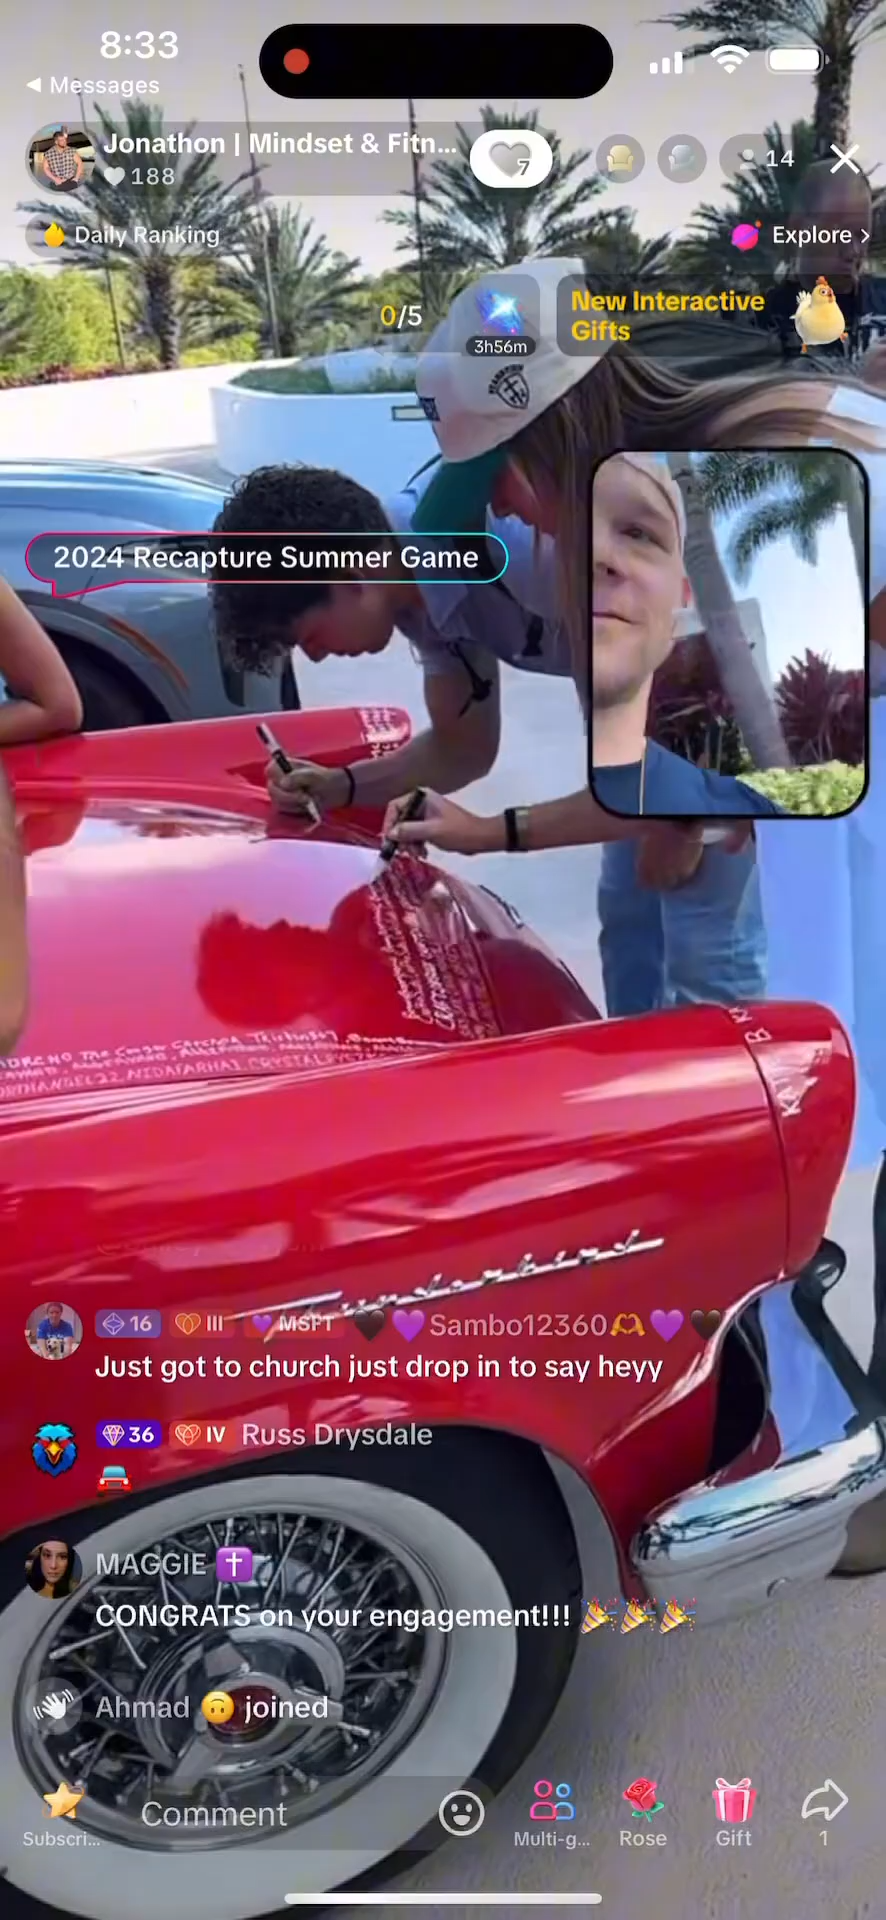 8:33
Messages
Jonathon | Mindset & Fitn...
188
7
14
Daily Ranking
Explore
0/5
3h56m
New Interactive
Gifts
2024 Recapture Summer Game
Thunderbird
16 III MSFT Sambo12360
Just got to church just drop in to say heyy
36 IV Russ Drysdale
MAGGIE
CONGRATS on your engagement!!!
Ahmad joined
Comment
Subscri...
Multi-g...
Rose
Gift
1